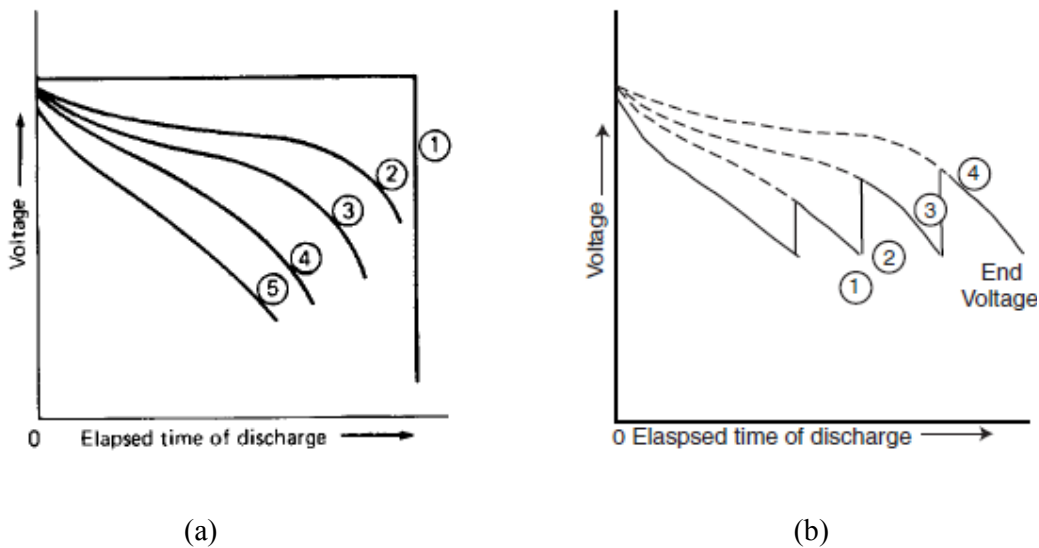 Voltage
1
2
3
4
5
0 Elapsed time of discharge
(a)
Voltage
4
3
2
1
End
Voltage
0 Elaspsed time of discharge
(b)